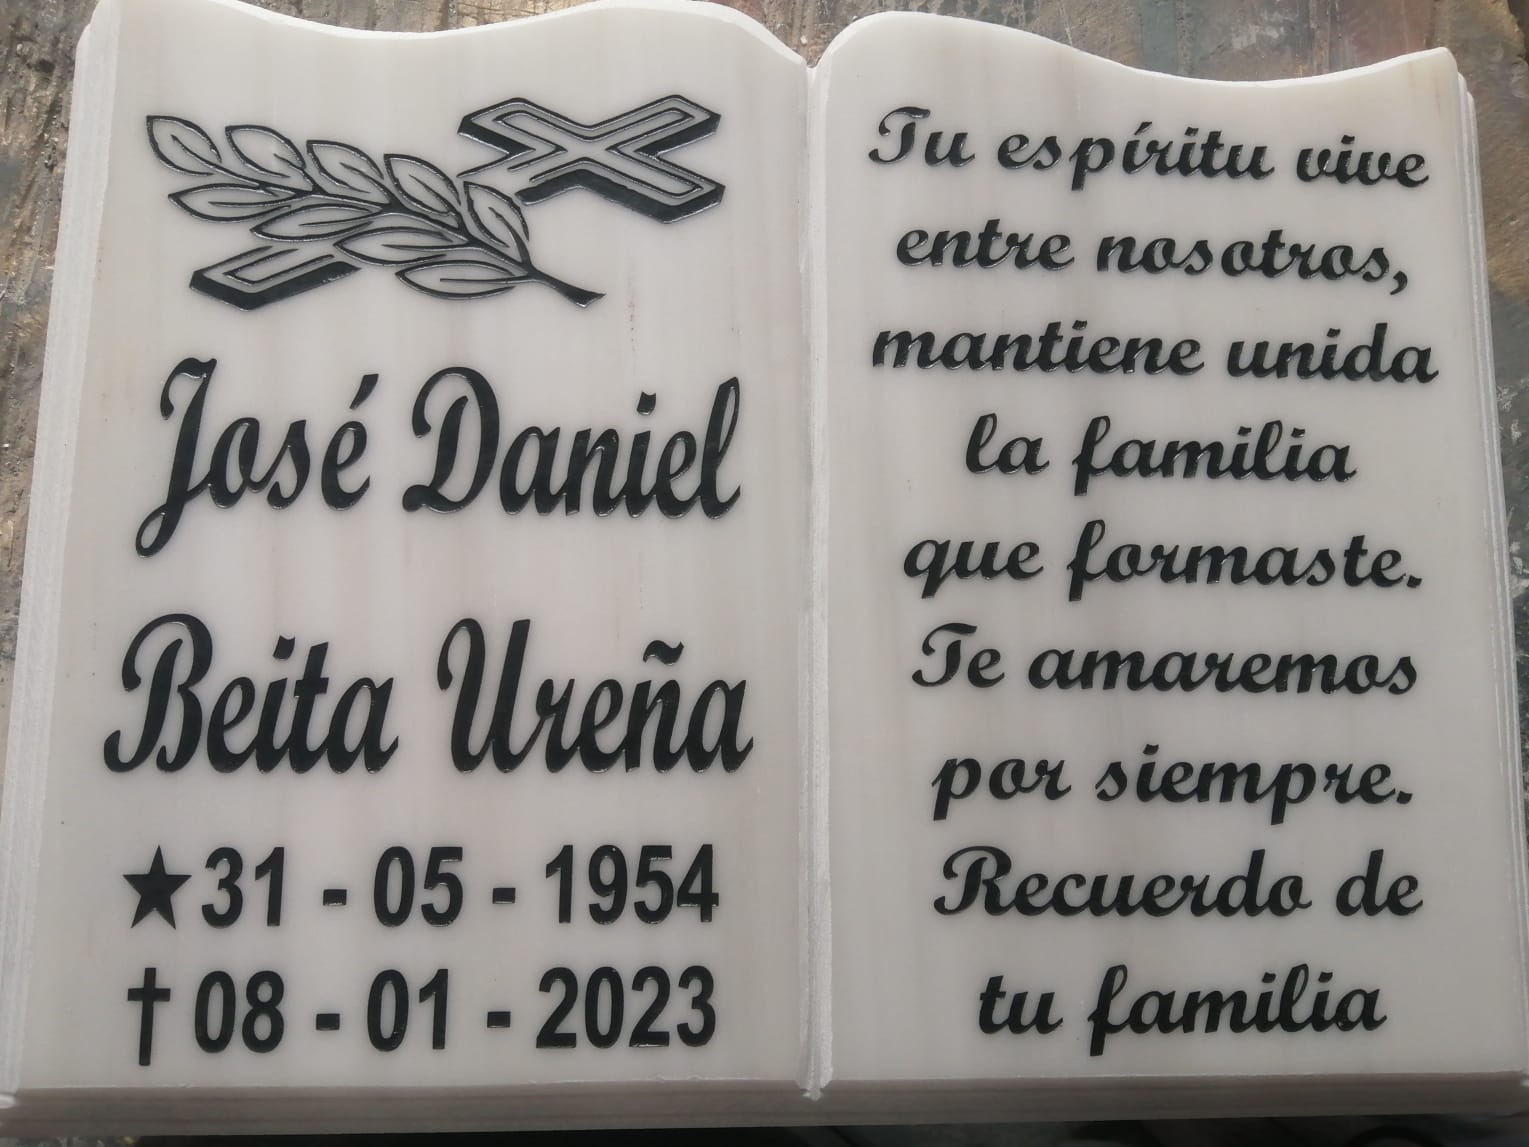 José Daniel
Beita Ureña
★31 - 05 - 1954
†08 - 01 - 2023
Tu espíritu vive
entre nosotros,
mantiene unida
la familia
que formaste.
Te amaremos
por siempre.
Recuerdo de
tu familia